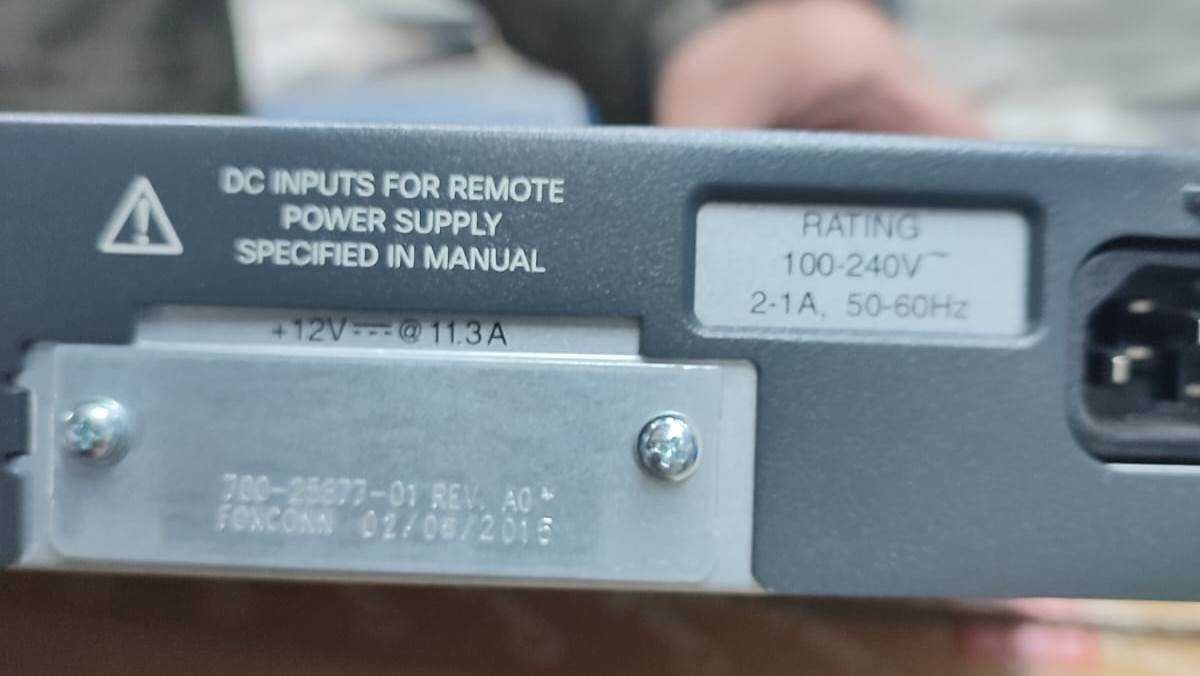 DC INPUTS FOR REMOTE
POWER SUPPLY
SPECIFIED IN MANUAL
RATING
100-240V~
2-1A, 50-60Hz
+12V⎓@11.3A
700-25677-01 REV. A0
FOXCONN 02/06/2015